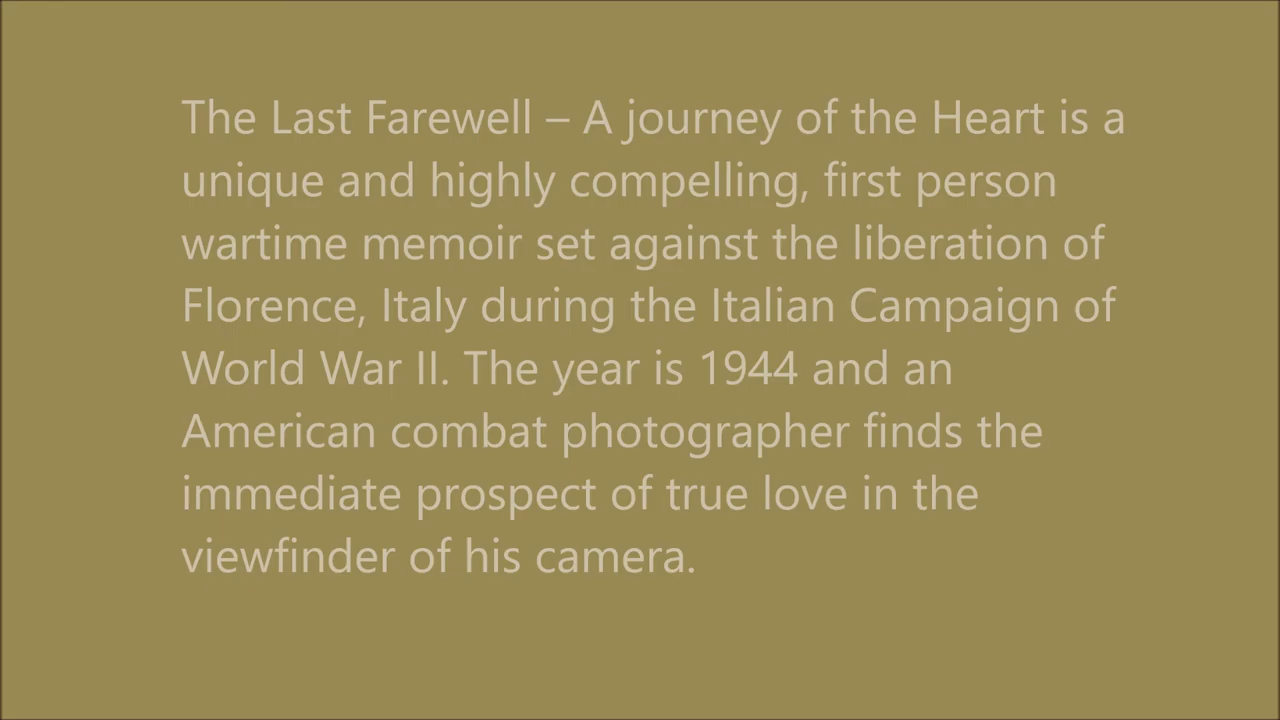 The Last Farewell – A journey of the Heart is a
unique and highly compelling, first person
wartime memoir set against the liberation of
Florence, Italy during the Italian Campaign of
World War II. The year is 1944 and an
American combat photographer finds the
immediate prospect of true love in the
viewfinder of his camera.